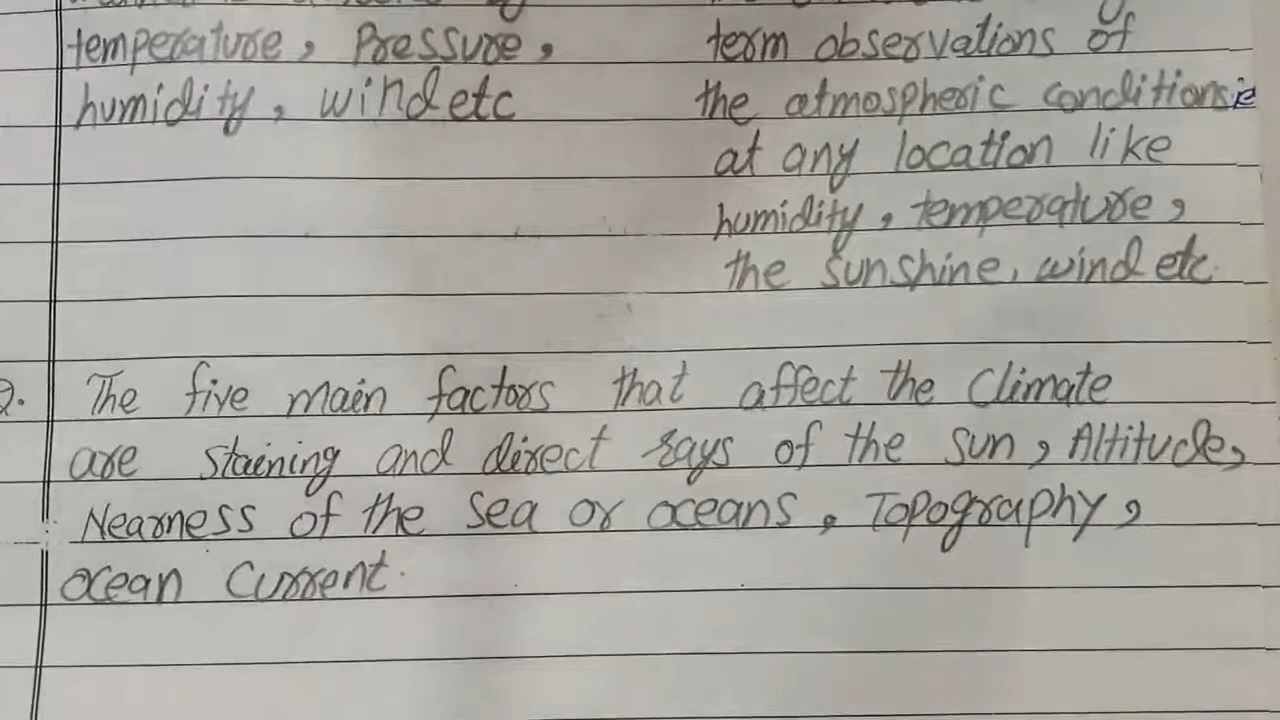 temperature, Pressure,
humidity, wind etc
term observations of
the atmospheric conditions
at any location like
humidity, temperature,
the sunshine, wind etc.
2. The five main factors that affect the Climate
are Staining and direct rays of the sun, Altitude,
Nearness of the sea or oceans, Topography,
ocean Current.